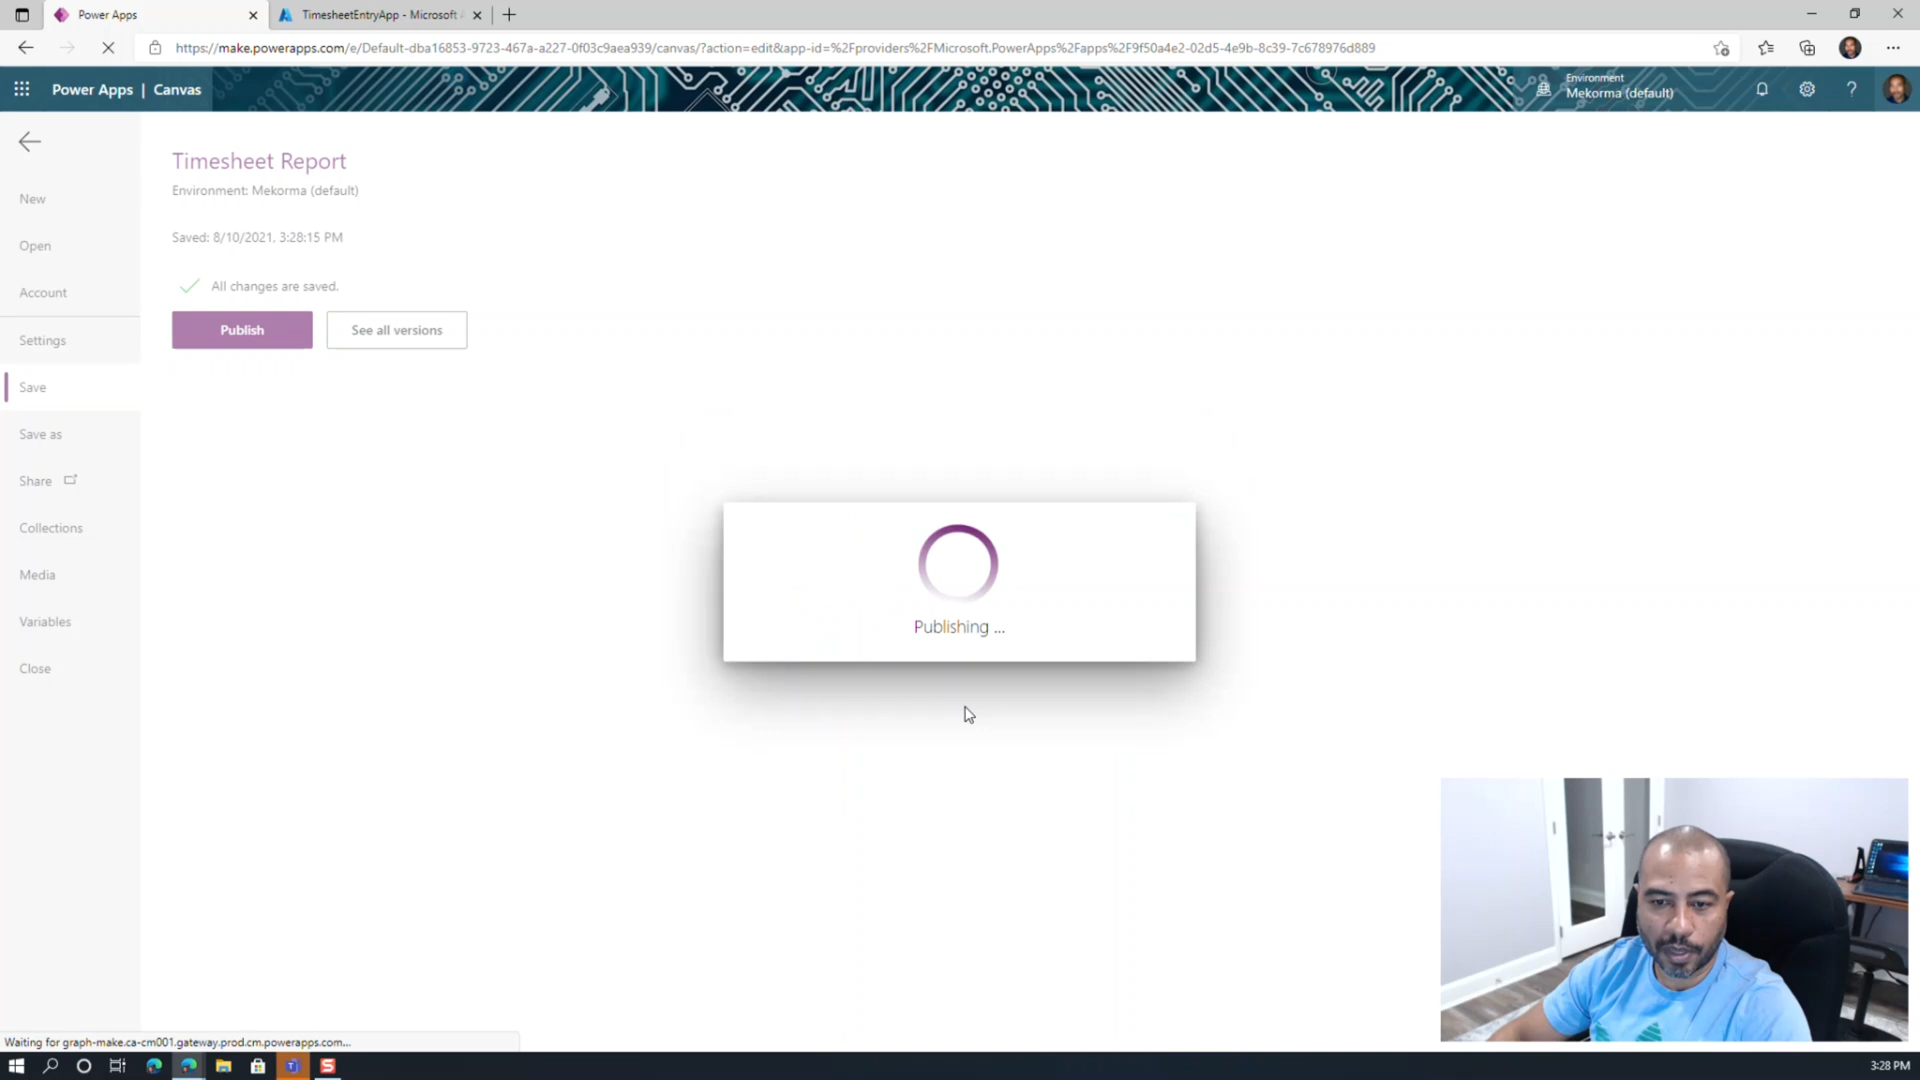 Power Apps
TimesheetEntryApp - Microsoft
https://make.powerapps.com/e/Default-dba16853-9723-467a-a227-0f03c9aea939/canvas/?action=edit&app-id=%2Fproviders%2FMicrosoft.PowerApps%2Fapps%2F9f50a4e2-02d5-4e9b-8c39-7c678976d889
Power Apps | Canvas
Environment
Mekorma (default)
?
Timesheet Report
Environment: Mekorma (default)
Saved: 8/10/2021, 3:28:15 PM
All changes are saved.
Publish
See all versions
New
Open
Account
Settings
Save
Save as
Share
Collections
Media
Variables
Close
Publishing ...
Waiting for graph-make.ca-cm001.gateway.prod.cm.powerapps.com...
3:28 PM